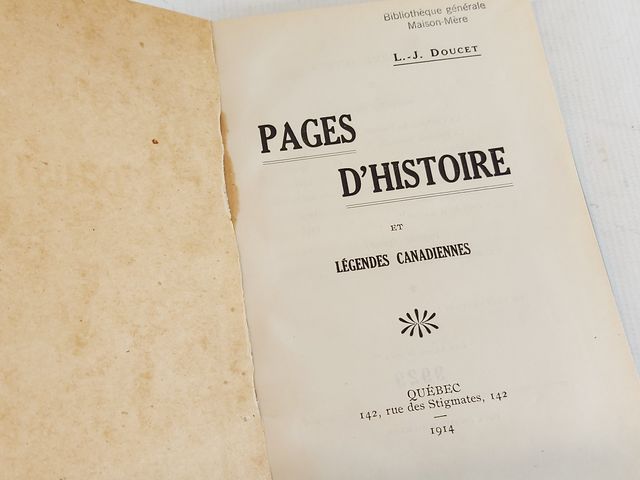 Bibliothèque générale
Maison-Mère
L.-J. DOUCET
PAGES
D'HISTOIRE
ET
LÉGENDES CANADIENNES
QUÉBEC
142, rue des Stigmates, 142
1914